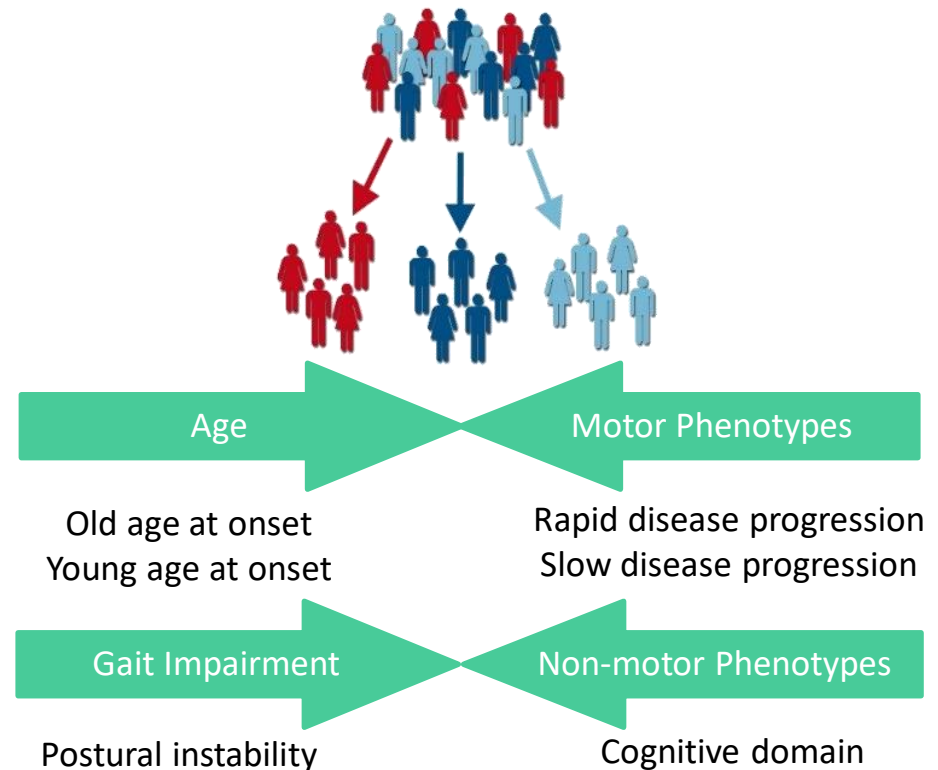 Age
Motor Phenotypes
Old age at onset
Young age at onset
Rapid disease progression
Slow disease progression
Gait Impairment
Non-motor Phenotypes
Postural instability
Cognitive domain